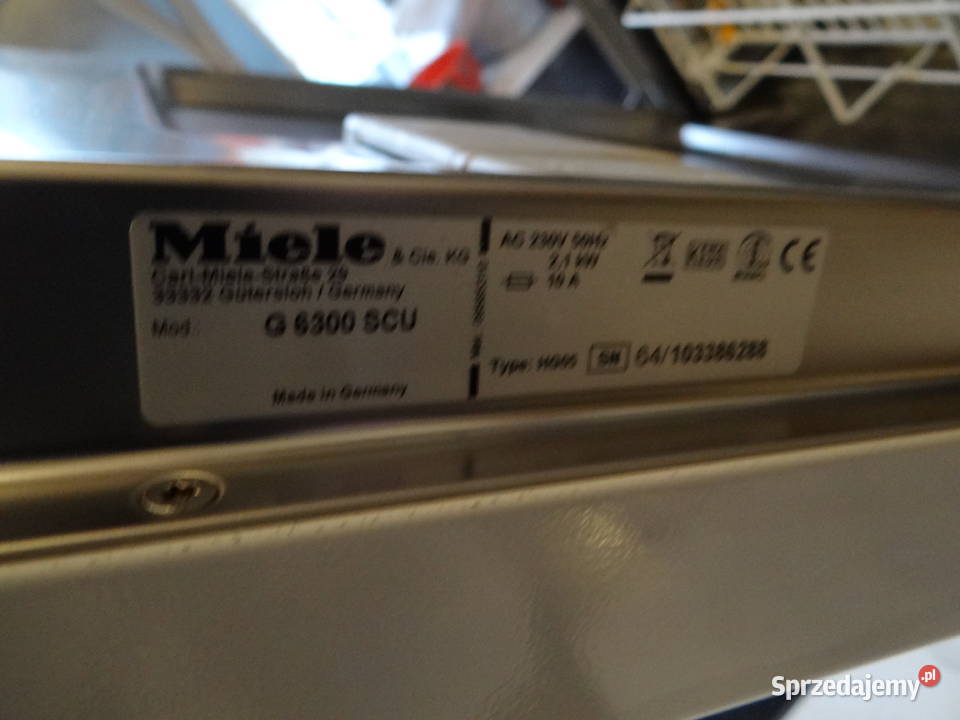 Miele & Cie. KG
Carl-Miele-Straße 29
33332 Gütersloh / Germany
Mod.: G 6300 SCU
Made in Germany
AC 230V 50Hz
2,1 kW
10 A
CE
Type: HG05 SN 64/103386288
Sprzedajemy.pl